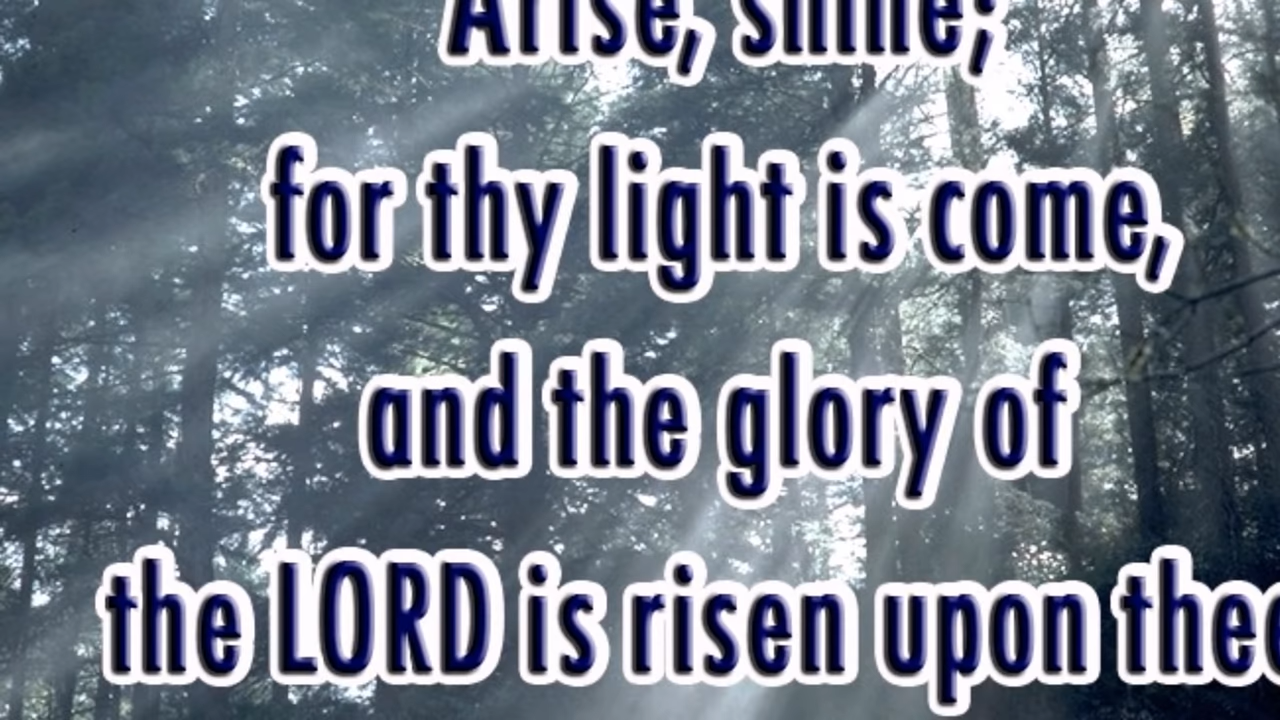 Arise, shine;
for thy light is come,
and the glory of
the LORD is risen upon thee